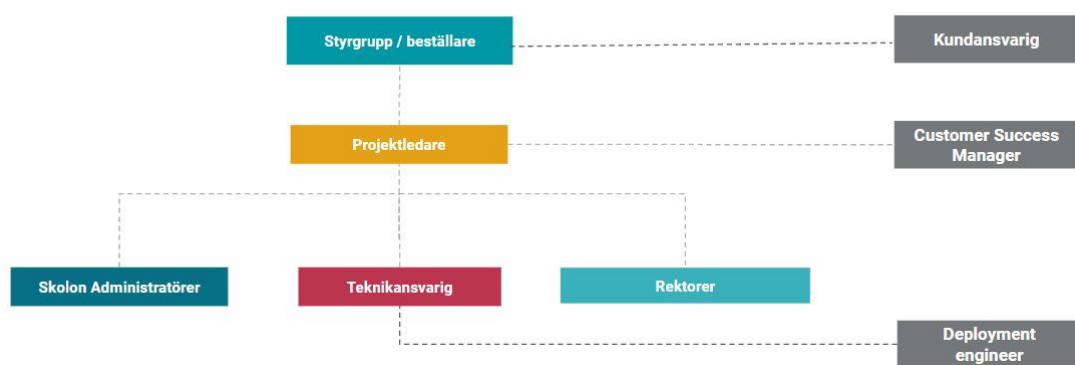 Styrgrupp / beställare
Kundansvarig
Projektledare
Customer Success
Manager
Skolon Administratörer
Teknikansvarig
Rektorer
Deployment
engineer